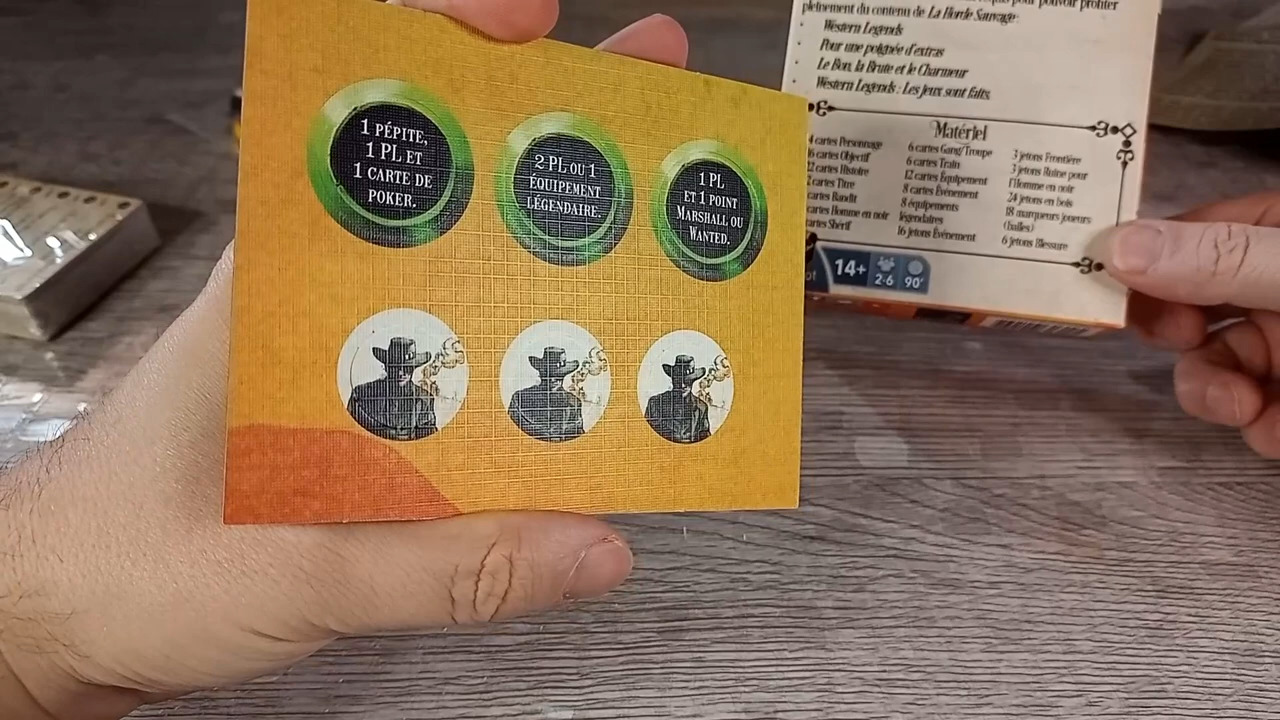 1 PÉPITE,
1 PL ET
1 CARTE DE
POKER.
2 PL OU 1
ÉQUIPEMENT
LÉGENDAIRE.
1 PL
ET 1 POINT
MARSHALL OU
WANTED.
pour pouvoir profiter
pleinement du contenu de La Horde Sauvage:
• Western Legends
• Pour une poignée d'extras
• Le Bon, la Brute et le Charmeur
• Western Legends : Les jeux sont faits.
Matériel
4 cartes Personnage
cartes Objectif
cartes Histoire
cartes Titre
cartes Bandit
cartes Homme en noir
cartes Shérif
6 cartes Gang/Troupe
6 cartes Train
12 cartes Équipement
8 cartes Événement
8 équipements
légendaires
16 jetons Événement
3 jetons Frontière
3 jetons Ruine pour
l'Homme en noir
24 jetons en bois
18 marqueurs joueurs
(balles)
6 jetons Blessure
14+
2-6
90'